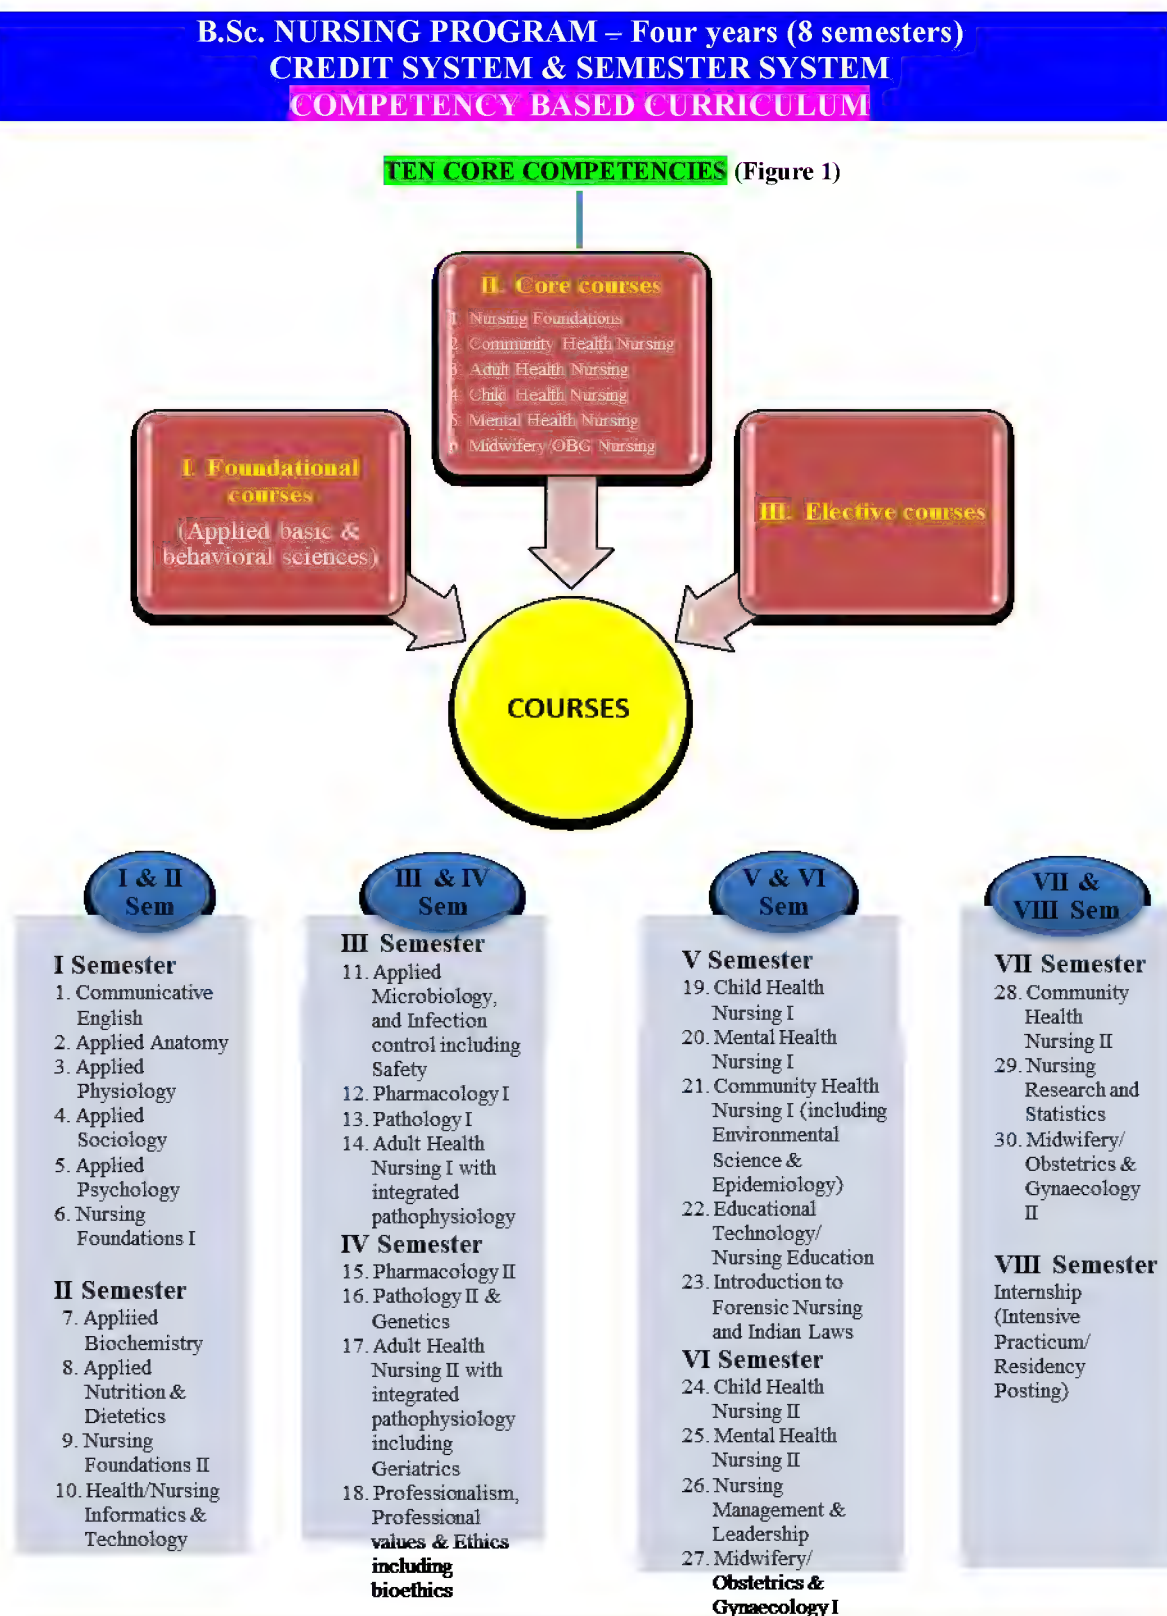 B.Sc. NURSING PROGRAM – Four years (8 semesters)
CREDIT SYSTEM & SEMESTER SYSTEM
COMPETENCY BASED CURRICULUM
TEN CORE COMPETENCIES (Figure 1)
II. Core courses
1 Nursing Foundations
2 Community Health Nursing
3 Adult Health Nursing
4 Child Health Nursing
5 Mental Health Nursing
6 Midwifery/OBG Nursing
I. Foundational
courses
(Applied basic &
behavioral sciences)
III. Elective courses
COURSES
I & II
Sem
I Semester
1. Communicative
English
2. Applied Anatomy
3. Applied
Physiology
4. Applied
Sociology
5. Applied
Psychology
6. Nursing
Foundations I
II Semester
7. Appliied
Biochemistry
8. Applied
Nutrition &
Dietetics
9. Nursing
Foundations II
10. Health/Nursing
Informatics &
Technology
III & IV
Sem
III Semester
11. Applied
Microbiology,
and Infection
control including
Safety
12. Pharmacology I
13. Pathology I
14. Adult Health
Nursing I with
integrated
pathophysiology
IV Semester
15. Pharmacology II
16. Pathology II &
Genetics
17. Adult Health
Nursing II with
integrated
pathophysiology
including
Geriatrics
18. Professionalism,
Professional
values & Ethics
including
bioethics
V & VI
Sem
V Semester
19. Child Health
Nursing I
20. Mental Health
Nursing I
21. Community Health
Nursing I (including
Environmental
Science &
Epidemiology)
22. Educational
Technology/
Nursing Education
23. Introduction to
Forensic Nursing
and Indian Laws
VI Semester
24. Child Health
Nursing II
25. Mental Health
Nursing II
26. Nursing
Management &
Leadership
27. Midwifery/
Obstetrics &
Gynaecology I
VII &
VIII Sem
VII Semester
28. Community
Health
Nursing II
29. Nursing
Research and
Statistics
30. Midwifery/
Obstetrics &
Gynaecology
II
VIII Semester
Internship
(Intensive
Practicum/
Residency
Posting)